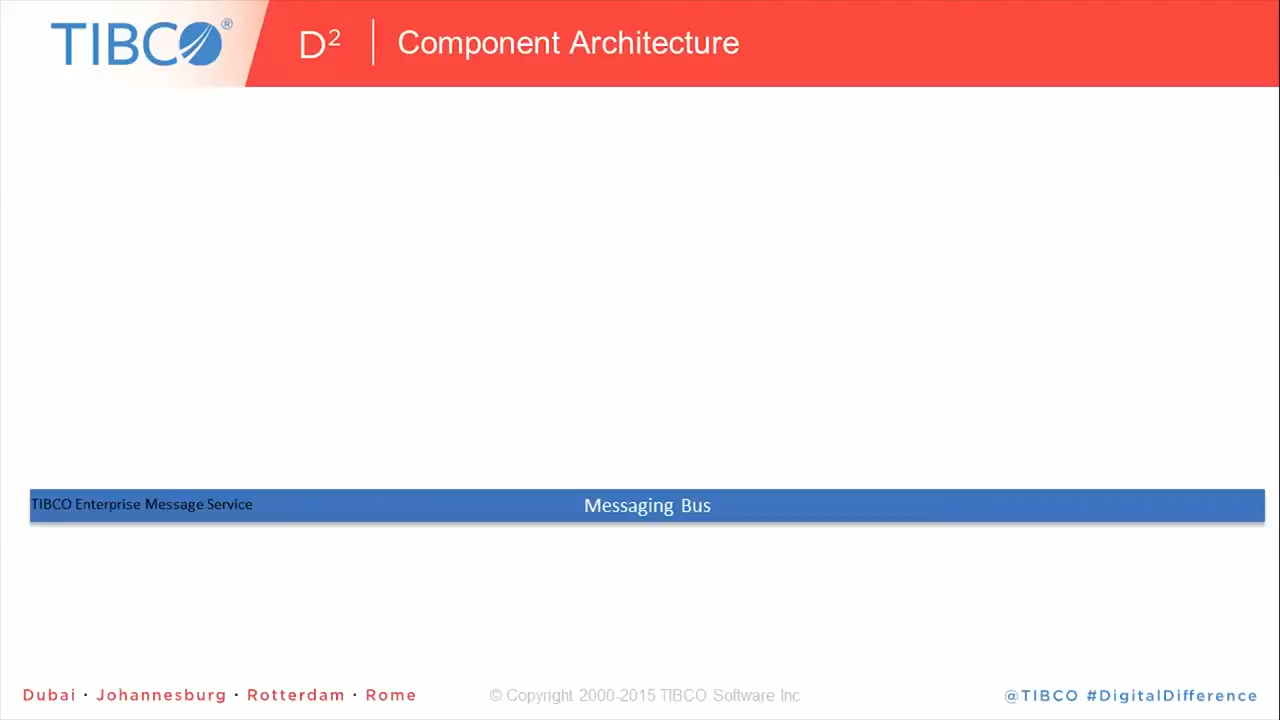 TIBCO®
D² | Component Architecture
TIBCO Enterprise Message Service
Messaging Bus
Dubai · Johannesburg · Rotterdam · Rome
© Copyright 2000-2015 TIBCO Software Inc.
@TIBCO #DigitalDifference